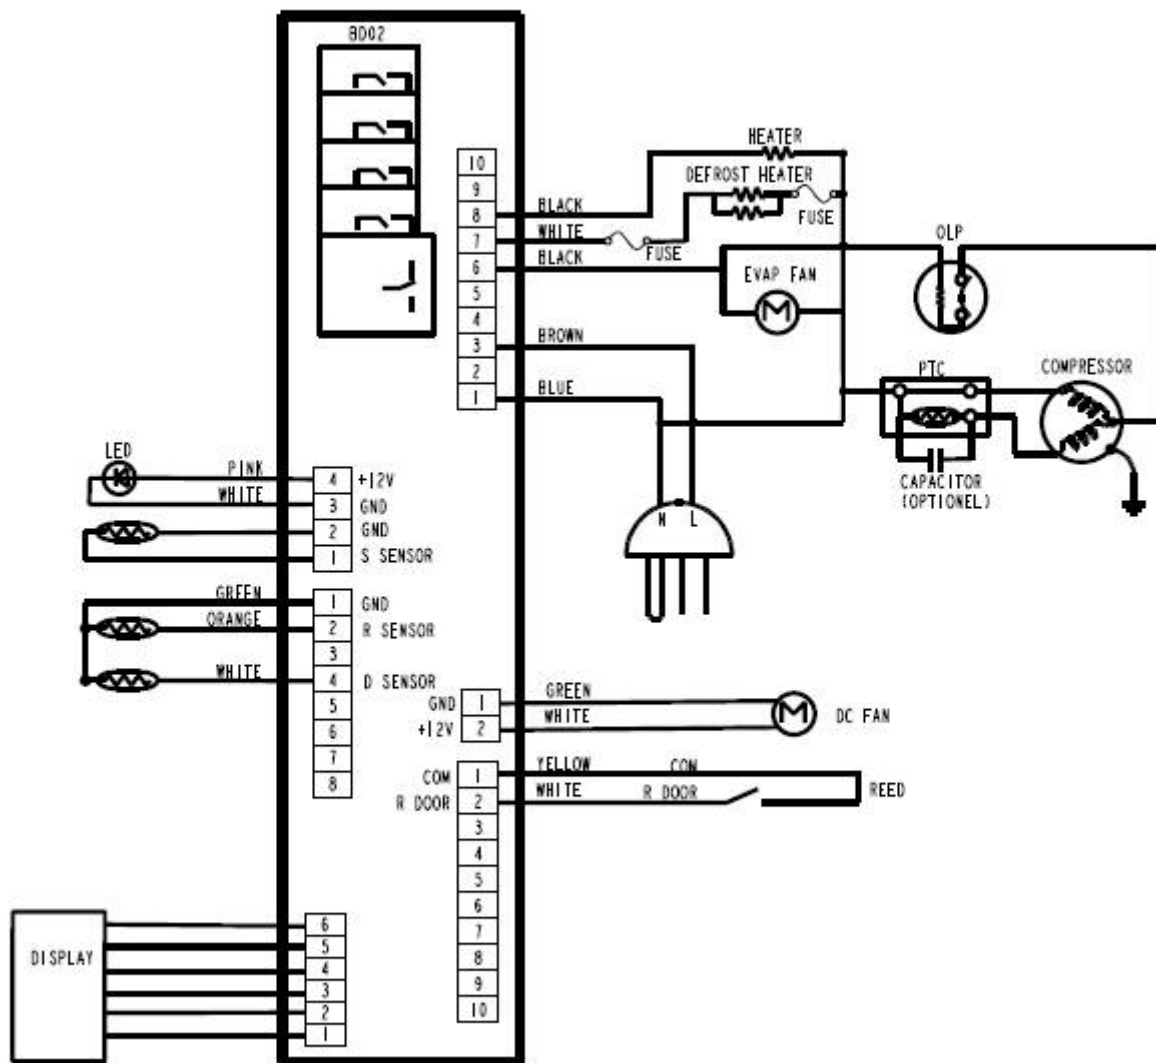 BD02
10
9
8
7
6
5
4
3
2
1
BLACK
WHITE
BLACK
BROWN
BLUE
HEATER
DEFROST HEATER
FUSE
FUSE
EVAP FAN
OLP
PTC
COMPRESSOR
CAPACITOR
(OPTIONEL)
N L
LED
PINK
WHITE
4 +12V
3 GND
2 GND
1 S SENSOR
GREEN
ORANGE
WHITE
1 GND
2 R SENSOR
3
4 D SENSOR
5
6
7
8
GND 1
+12V 2
GREEN
WHITE
DC FAN
COM 1
R DOOR 2
3
4
5
6
7
8
9
10
YELLOW CON
WHITE R DOOR
REED
DISPLAY
6
5
4
3
2
1